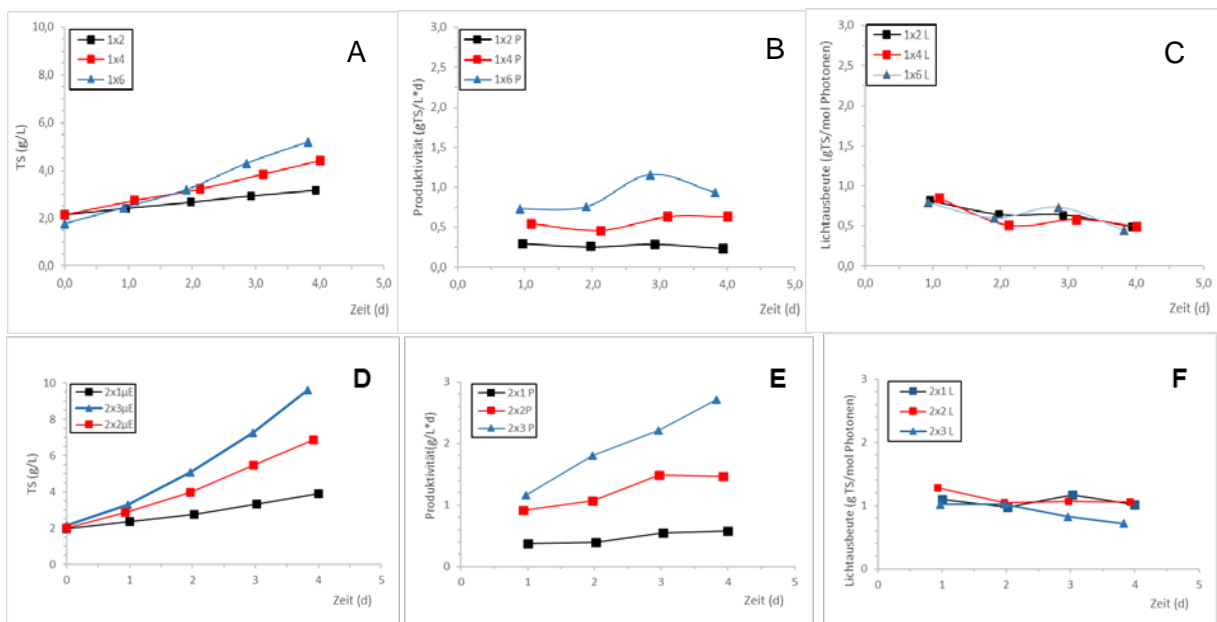 A
1x2
1x4
1x6
TS (g/L)
10,0
8,0
6,0
4,0
2,0
0,0
0,0 1,0 2,0 3,0 4,0 5,0
Zeit (d)
B
1x2 P
1x4 P
1x6 P
Produktivität (gTS/L*d)
3,0
2,5
2,0
1,5
1,0
0,5
0,0
0,0 1,0 2,0 3,0 4,0 5,0
Zeit (d)
C
1x2 L
1x4 L
1x6 L
Lichtausbeute (gTS/mol Photonen)
3,0
2,5
2,0
1,5
1,0
0,5
0,0
0,0 1,0 2,0 3,0 4,0 5,0
Zeit (d)
D
2x1µE
2x3µE
2x2µE
TS (g/L)
10
8
6
4
2
0
0 1 2 3 4 5
Zeit (d)
E
2x1 P
2x2P
2x3 P
Produktivität(g/L*d)
3
2
1
0
0 1 2 3 4 5
Zeit (d)
F
2x1 L
2x2 L
2x3 L
Lichtausbeute (g TS/mol Photonen)
3
2
1
0
0 1 2 3 4 5
Zeit (d)